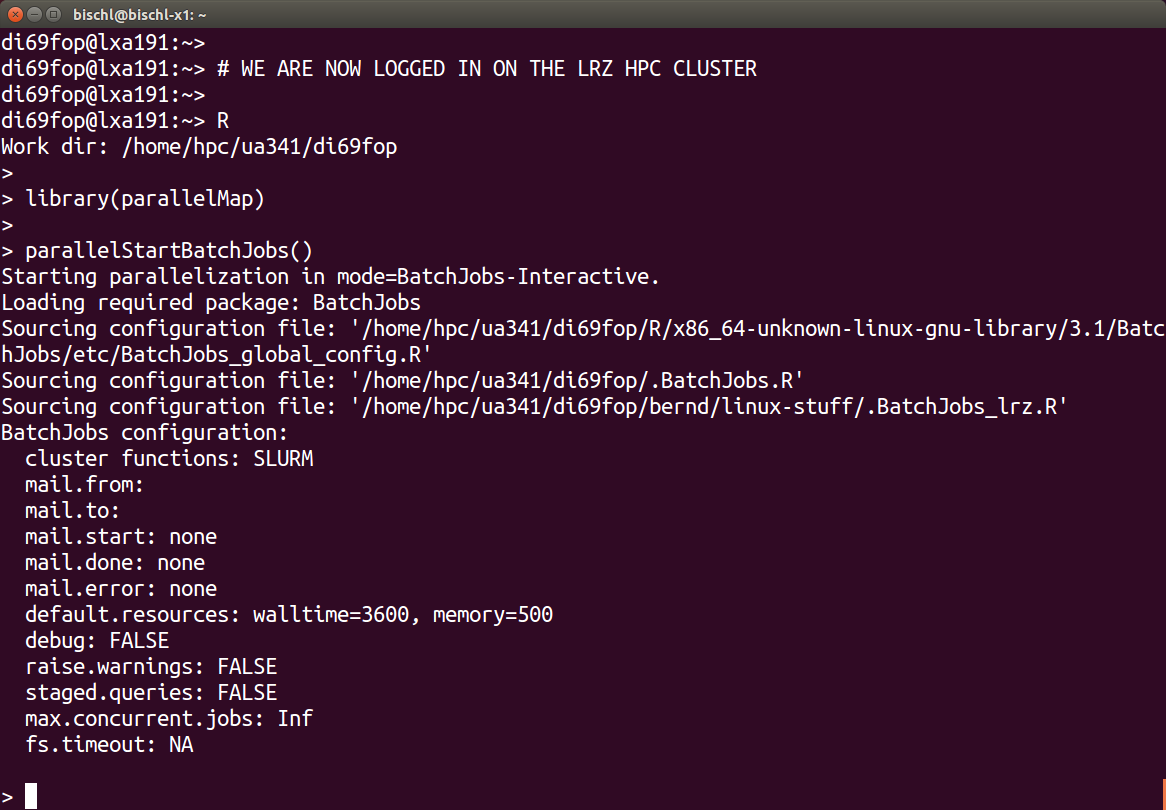 bischl@bischl-x1: ~
di69fop@lxa191:~>
di69fop@lxa191:~> # WE ARE NOW LOGGED IN ON THE LRZ HPC CLUSTER
di69fop@lxa191:~>
di69fop@lxa191:~> R
Work dir: /home/hpc/ua341/di69fop
>
> library(parallelMap)
>
> parallelStartBatchJobs()
Starting parallelization in mode=BatchJobs-Interactive.
Loading required package: BatchJobs
Sourcing configuration file: '/home/hpc/ua341/di69fop/R/x86_64-unknown-linux-gnu-library/3.1/Batc
hJobs/etc/BatchJobs_global_config.R'
Sourcing configuration file: '/home/hpc/ua341/di69fop/.BatchJobs.R'
Sourcing configuration file: '/home/hpc/ua341/di69fop/bernd/linux-stuff/.BatchJobs_lrz.R'
BatchJobs configuration:
  cluster functions: SLURM
  mail.from:
  mail.to:
  mail.start: none
  mail.done: none
  mail.error: none
  default.resources: walltime=3600, memory=500
  debug: FALSE
  raise.warnings: FALSE
  staged.queries: FALSE
  max.concurrent.jobs: Inf
  fs.timeout: NA
>